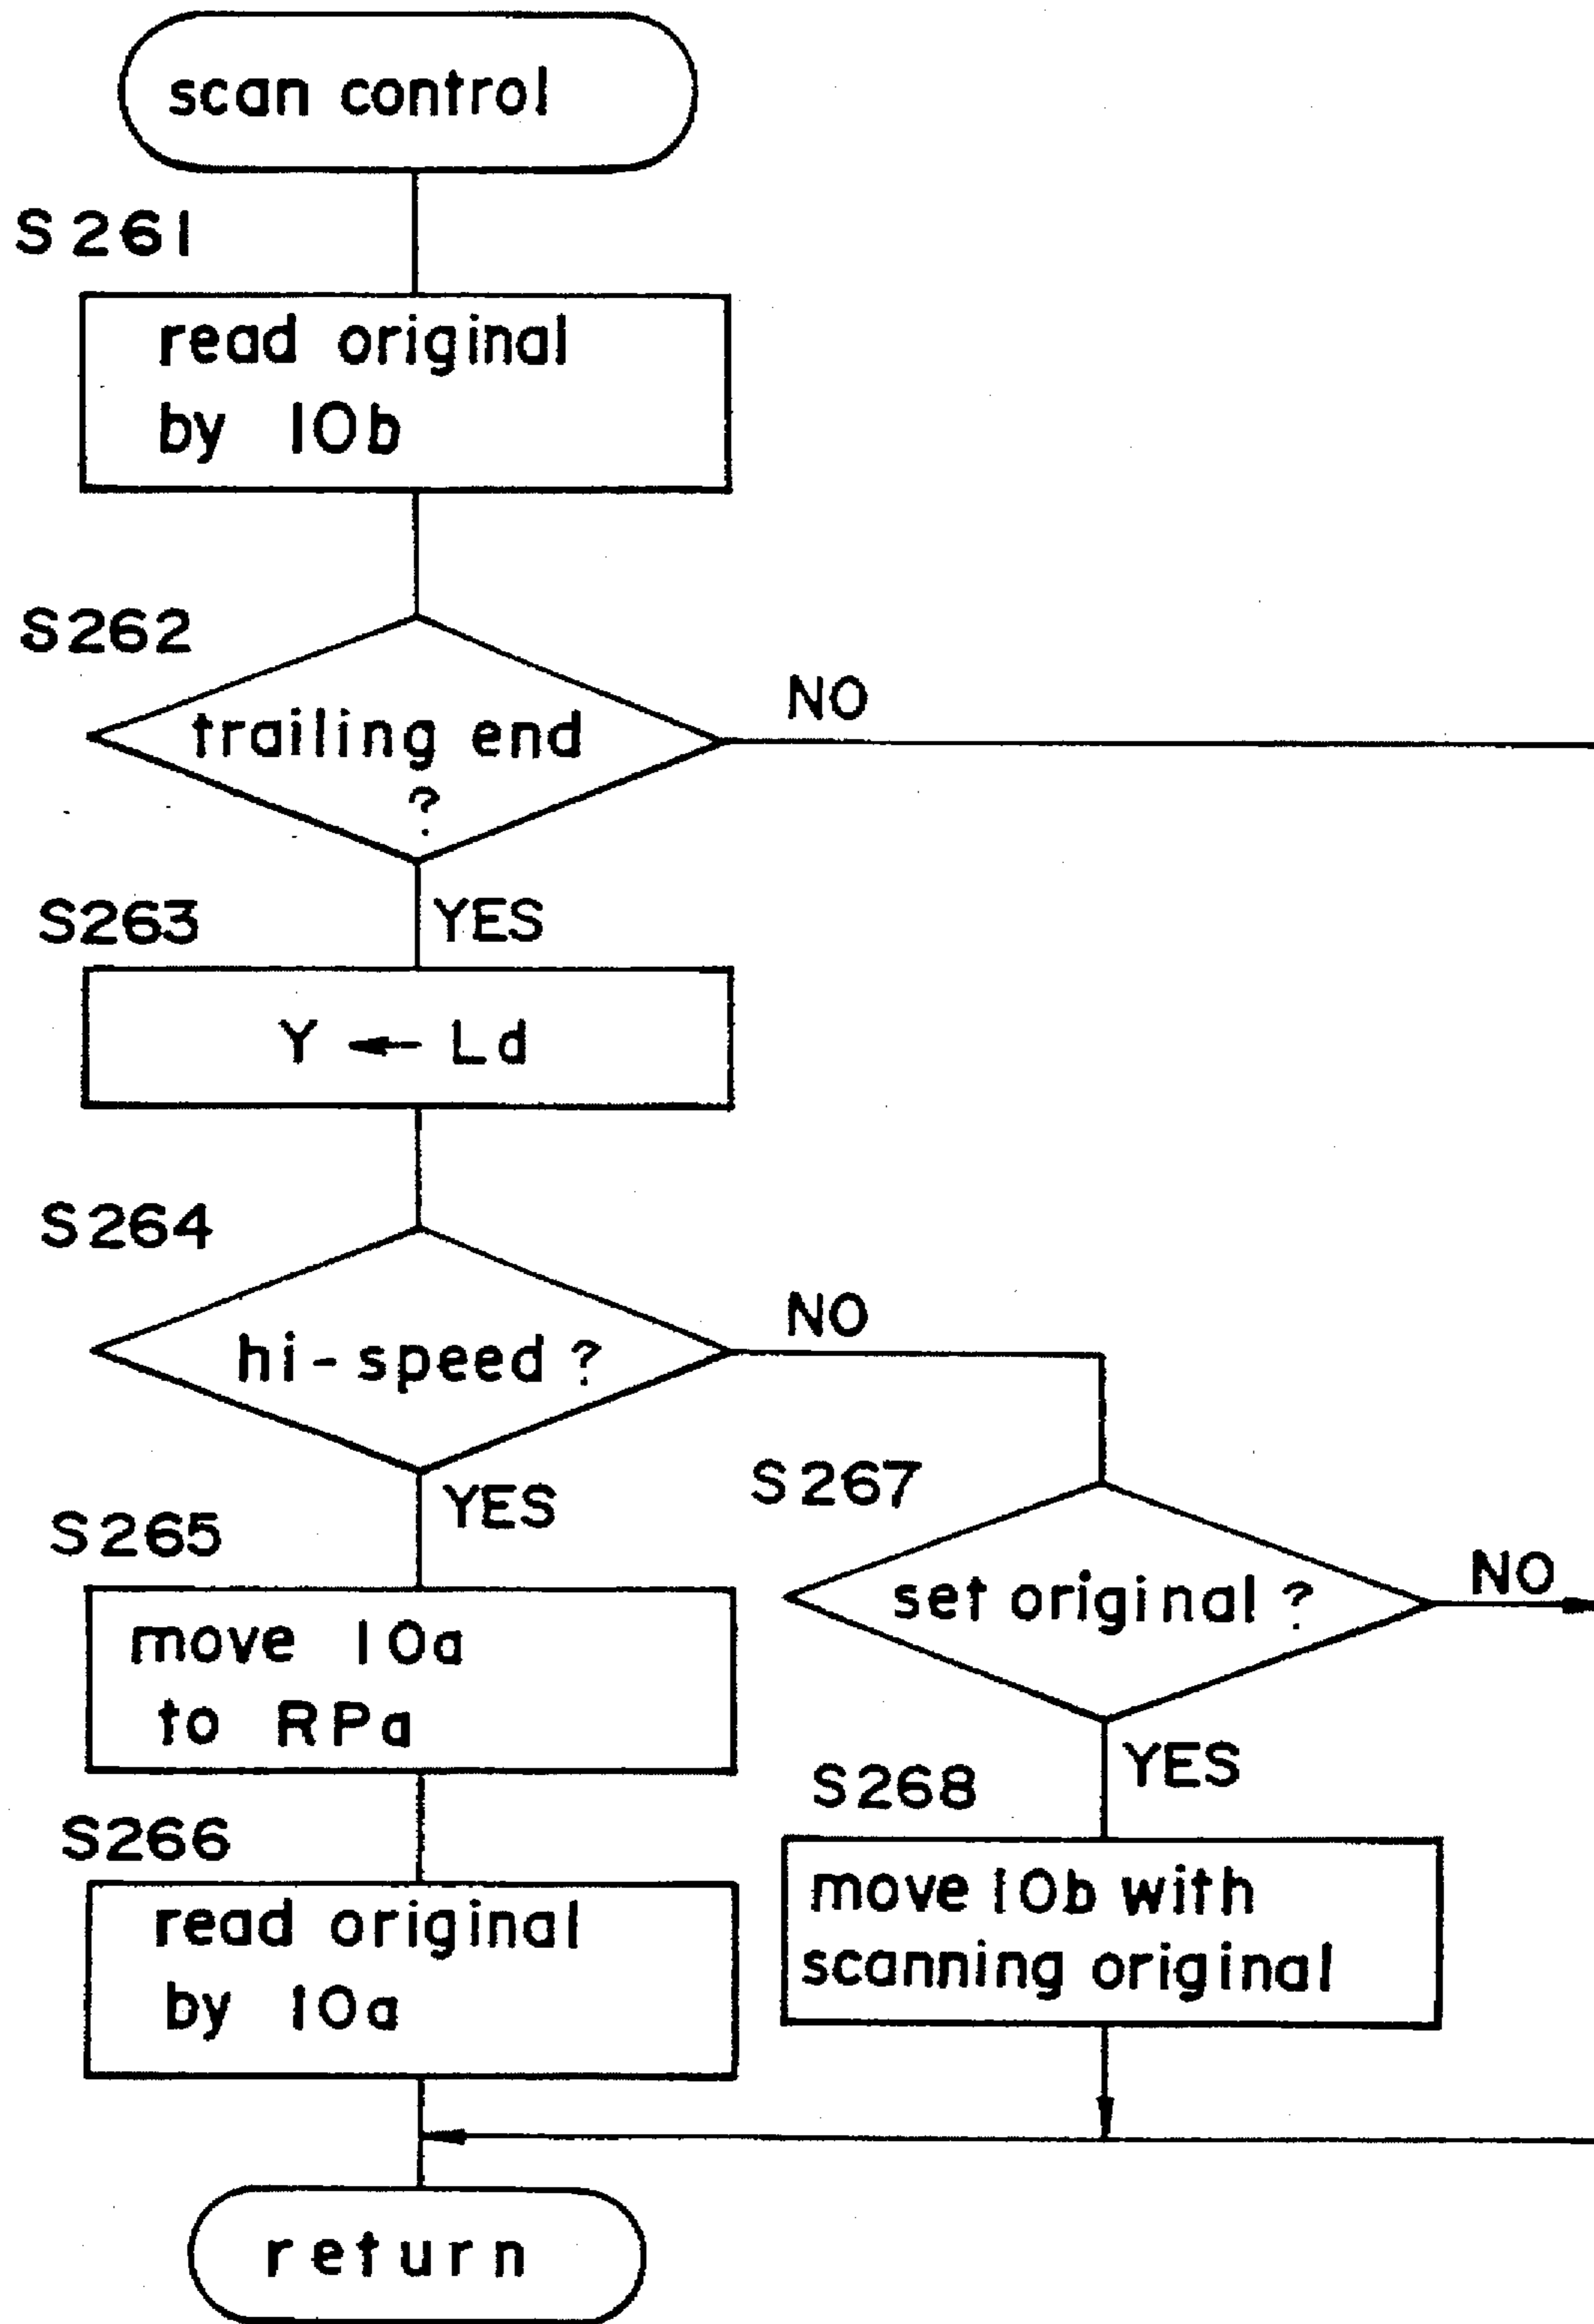 scan control
S261
read original
by 10b
S262
trailing end
?
NO
S263
YES
Y ← Ld
S264
hi-speed ?
NO
S265
YES
move 10a
to RPa
S266
read original
by 10a
S267
set original ?
NO
S268
YES
move 10b with
scanning original
return